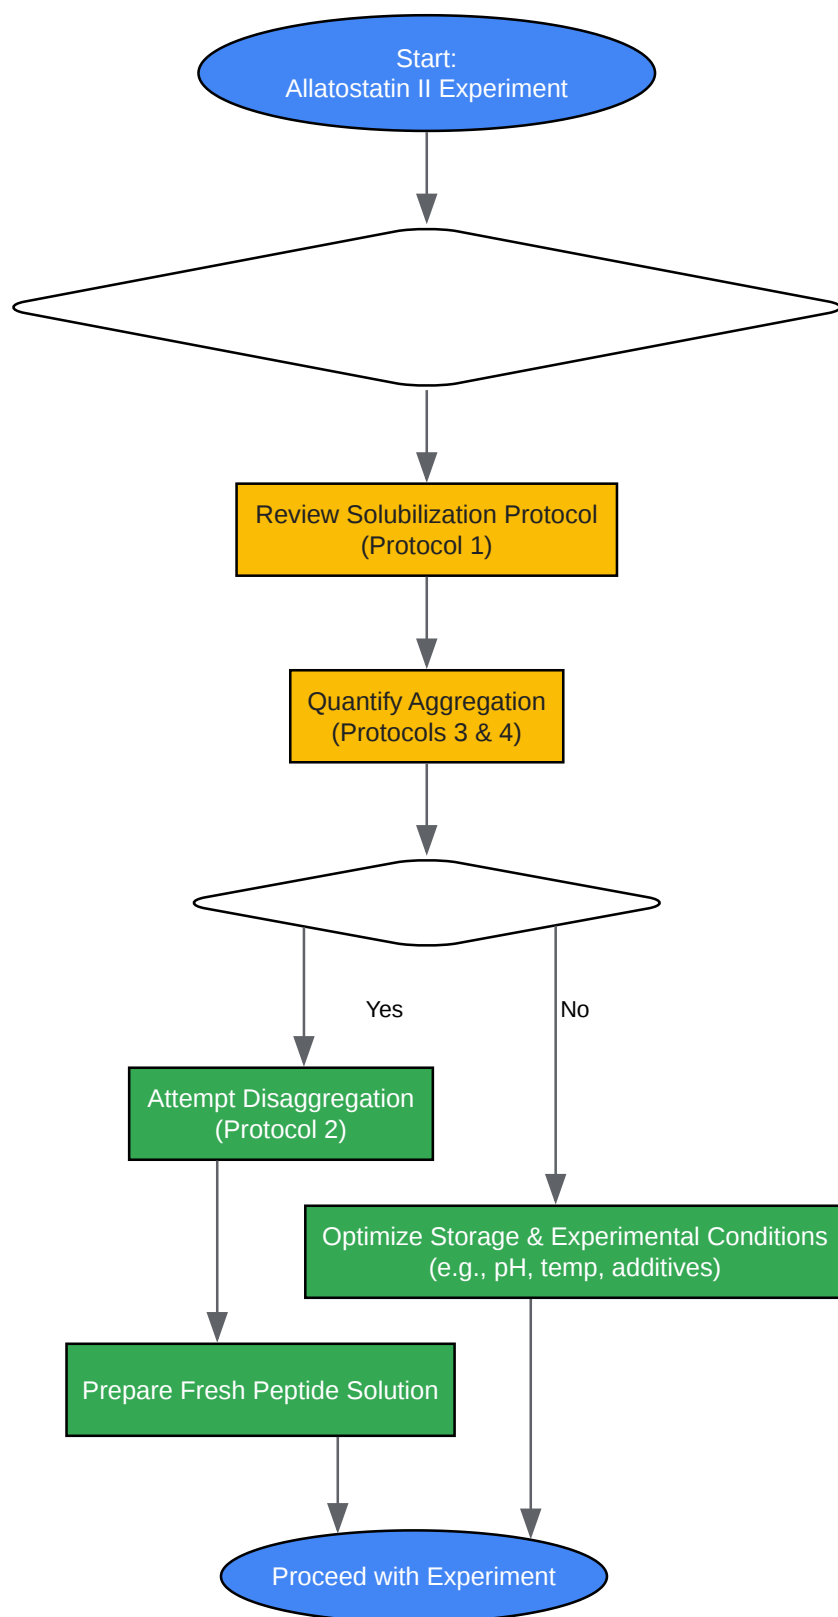 Start:
Allatostatin II Experiment
Review Solubilization Protocol
(Protocol 1)
Quantify Aggregation
(Protocols 3 & 4)
Yes
No
Attempt Disaggregation
(Protocol 2)
Optimize Storage & Experimental Conditions
(e.g., pH, temp, additives)
Prepare Fresh Peptide Solution
Proceed with Experiment